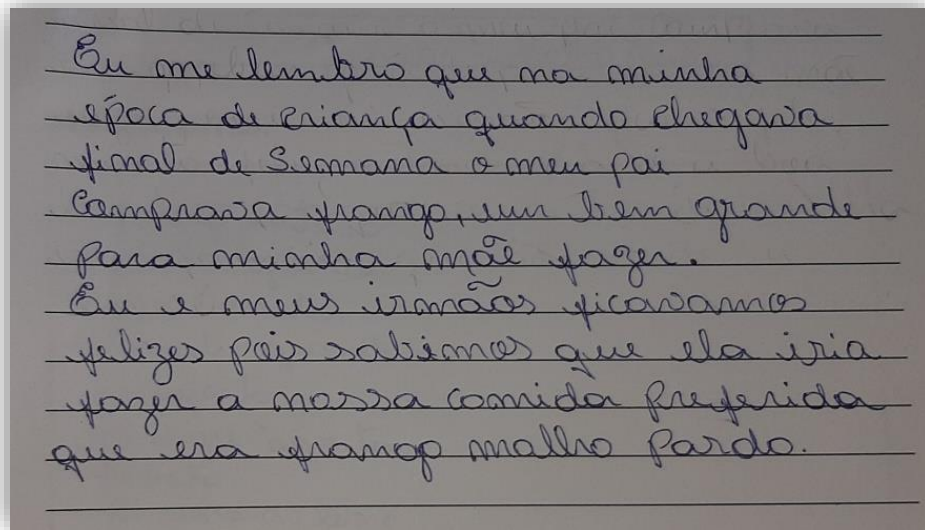 Eu me lembro que na minha
época de criança quando chegava
final de Semana o meu pai
Comprava frango, um bem grande
para minha mãe fazer.
Eu e meus irmãos ficavamos
felizes pois sabiamos que ela iria
fazer a nossa comida preferida
que era frango molho pardo.